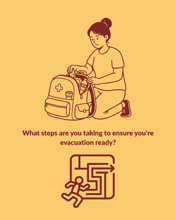 What steps are you taking to ensure you're
evacuation ready?